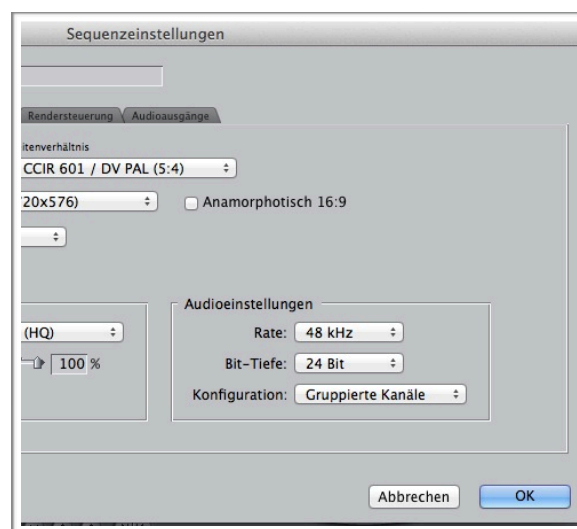 Sequenzeinstellungen
Rendersteuerung Audioausgänge
itenverhältnis
CCIR 601 / DV PAL (5:4)
20x576) Anamorphotisch 16:9
Audioeinstellungen
(HQ) Rate: 48 kHz
100 % Bit-Tiefe: 24 Bit
Konfiguration: Gruppierte Kanäle
Abbrechen OK